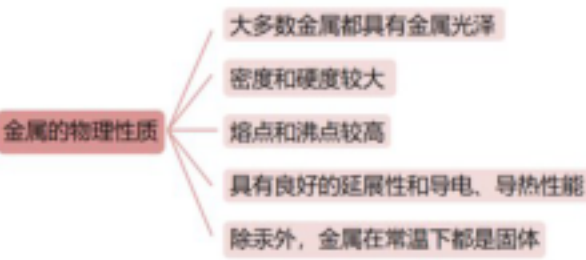 大多数金属都具有金属光泽
密度和硬度较大
金属的物理性质
熔点和沸点较高
具有良好的延展性和导电、导热性能
除汞外，金属在常温下都是固体